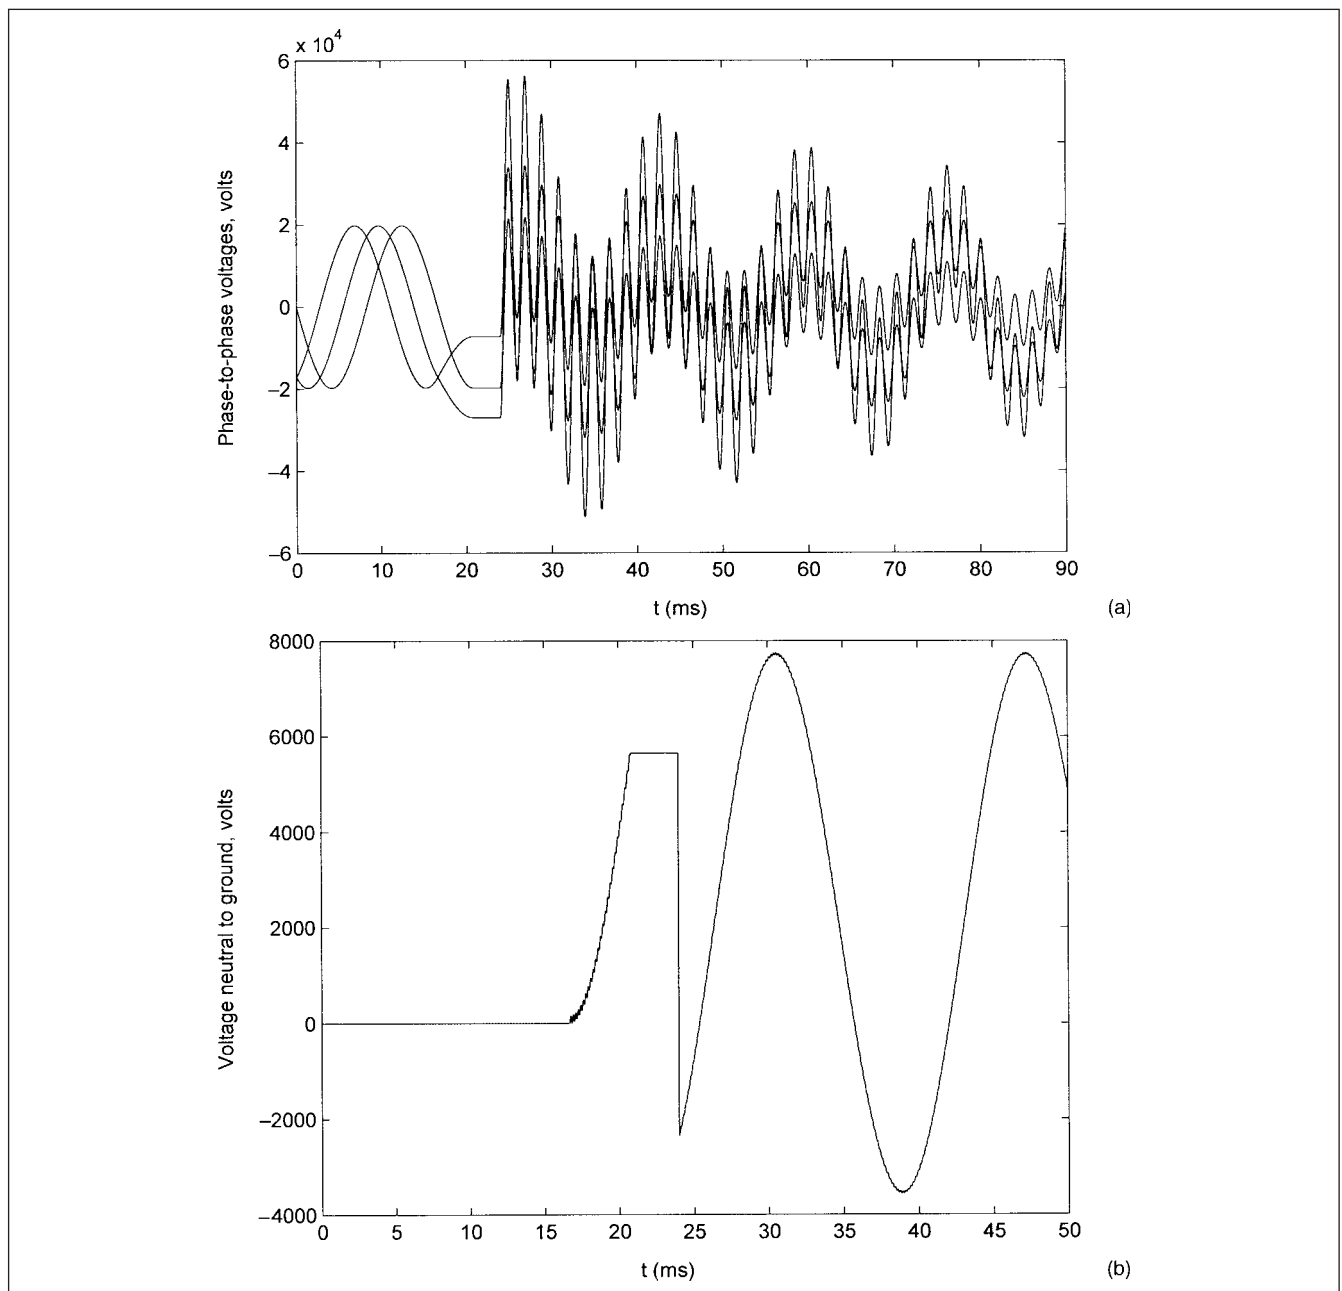 x 10⁴
6
4
2
0
−2
−4
−6
Phase-to-phase voltages, volts
0 10 20 30 40 50 60 70 80 90
t (ms)
(a)
8000
6000
4000
2000
0
−2000
−4000
Voltage neutral to ground, volts
0 5 10 15 20 25 30 35 40 45 50
t (ms)
(b)